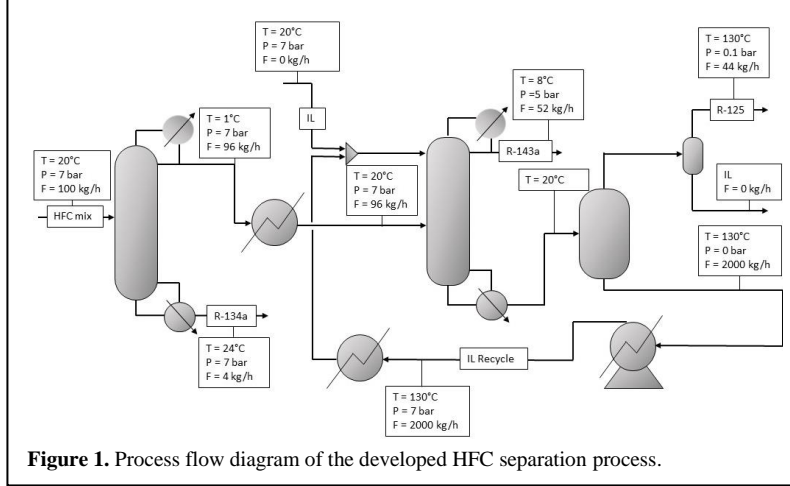 T = 20°C
P = 7 bar
F = 0 kg/h
IL
T = 130°C
P = 0.1 bar
F = 44 kg/h
R-125
T = 8°C
P =5 bar
F = 52 kg/h
R-143a
T = 1°C
P = 7 bar
F = 96 kg/h
T = 20°C
P = 7 bar
F = 100 kg/h
HFC mix
T = 20°C
P = 7 bar
F = 96 kg/h
T = 20°C
IL
F = 0 kg/h
T = 130°C
P = 0 bar
F = 2000 kg/h
R-134a
T = 24°C
P = 7 bar
F = 4 kg/h
IL Recycle
T = 130°C
P = 7 bar
F = 2000 kg/h
Figure 1. Process flow diagram of the developed HFC separation process.